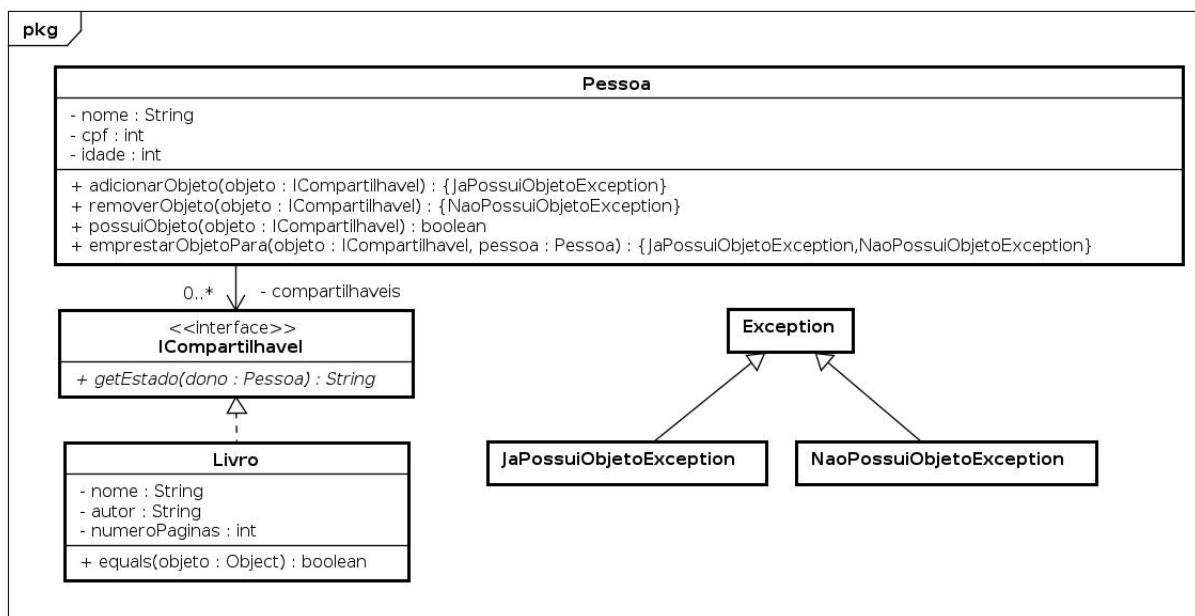 pkg
Pessoa
- nome : String
- cpf : int
- idade : int
+ adicionarObjeto(objeto : ICompartilhavel) : {JaPossuiObjetoException}
+ removerObjeto(objeto : ICompartilhavel) : {NaoPossuiObjetoException}
+ possuiObjeto(objeto : ICompartilhavel) : boolean
+ emprestarObjetoPara(objeto : ICompartilhavel, pessoa : Pessoa) : {JaPossuiObjetoException,NaoPossuiObjetoException}
0..* - compartilhaveis
<<interface>>
ICompartilhavel
+ getEstado(dono : Pessoa) : String
Exception
JaPossuiObjetoException
NaoPossuiObjetoException
Livro
- nome : String
- autor : String
- numeroPaginas : int
+ equals(objeto : Object) : boolean